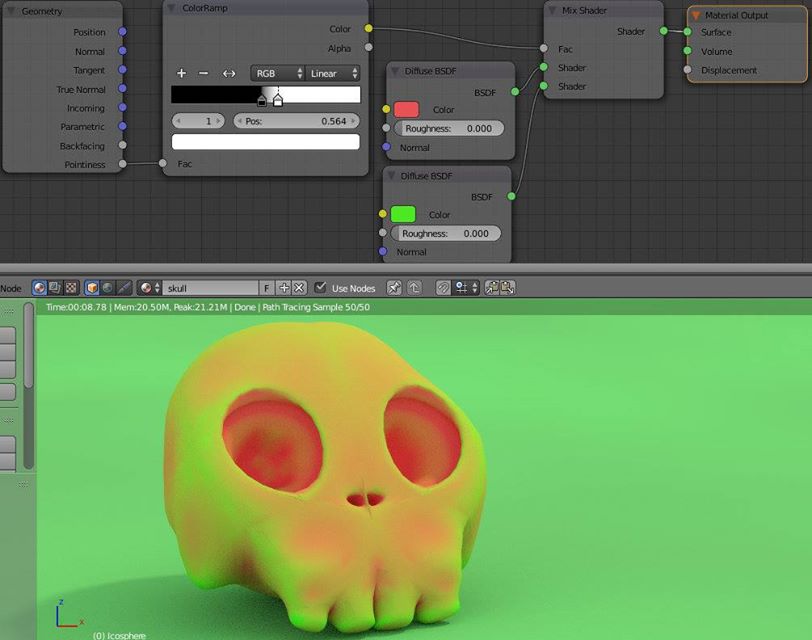 Geometry
Position
Normal
Tangent
True Normal
Incoming
Parametric
Backfacing
Pointiness
ColorRamp
Color
Alpha
RGB
Linear
1
Pos: 0.564
Fac
Diffuse BSDF
BSDF
Color
Roughness: 0.000
Normal
Diffuse BSDF
BSDF
Color
Roughness: 0.000
Normal
Mix Shader
Shader
Fac
Shader
Shader
Material Output
Surface
Volume
Displacement
Node
skull
F
Use Nodes
Time:00:08.78 | Mem:20.50M, Peak:21.21M | Done | Path Tracing Sample 50/50
z
x
(0) Icosphere